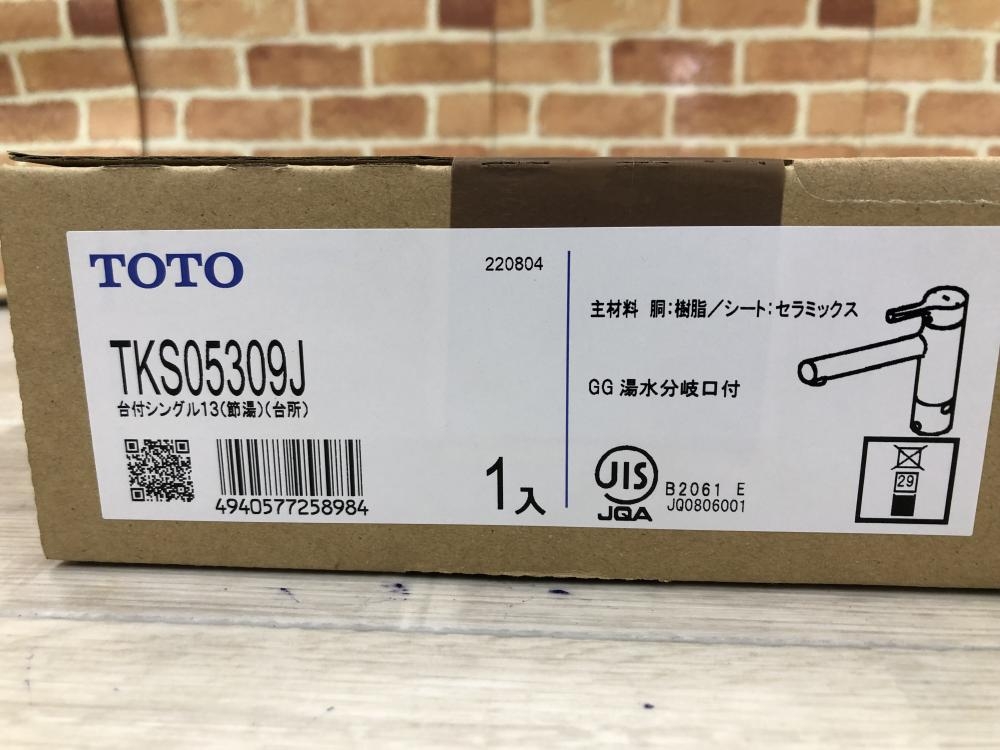 TOTO
220804
TKS05309J
台付シングル13(節湯)(台所)
4940577258984
1入
主材料 胴:樹脂/シート:セラミックス
GG 湯水分岐口付
JIS
JQA
B2061 E
JQ0806001
29